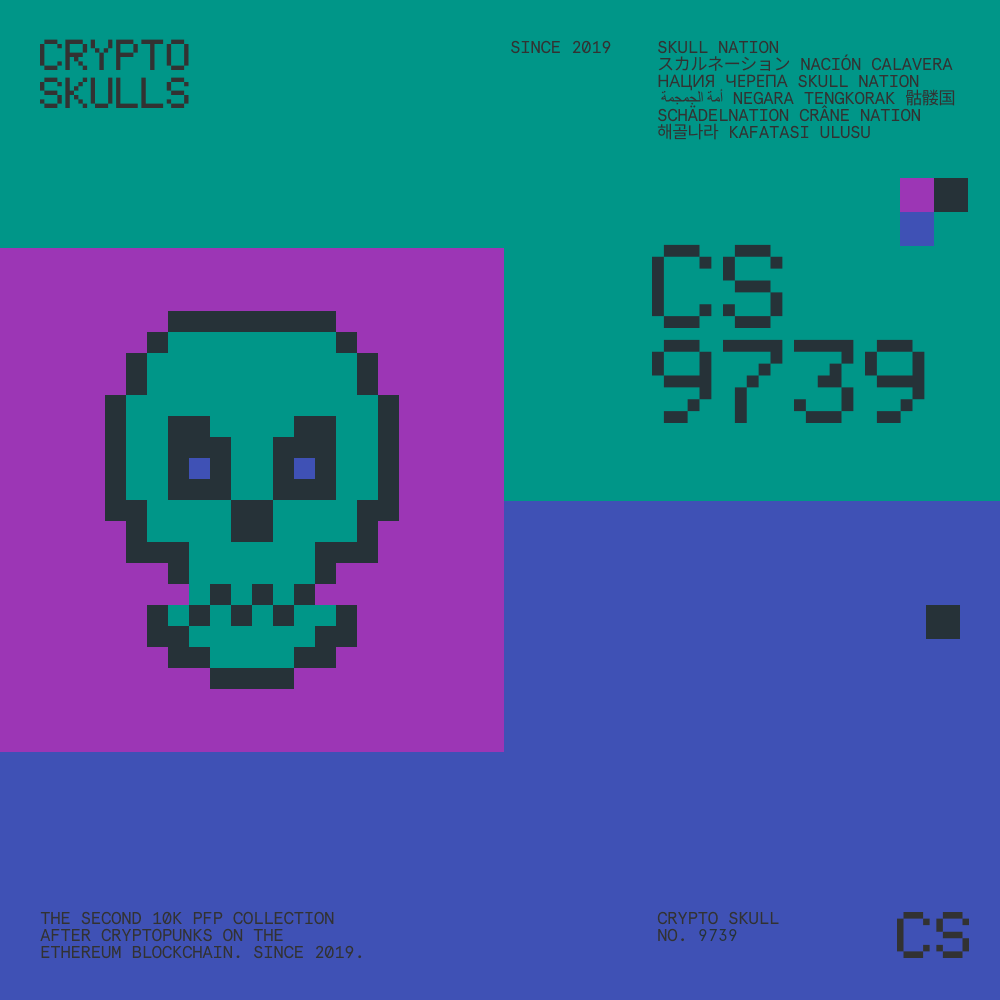 CRYPTO
SKULLS
SINCE 2019
SKULL NATION
スカルネーション NACIÓN CALAVERA
НАЦИЯ ЧЕРЕПА SKULL NATION
أمة الجمجمة NEGARA TENGKORAK 骷髅国
SCHÄDELNATION CRÂNE NATION
해골나라 KAFATASI ULUSU
CS
9739
THE SECOND 10K PFP COLLECTION
AFTER CRYPTOPUNKS ON THE
ETHEREUM BLOCKCHAIN. SINCE 2019.
CRYPTO SKULL
NO. 9739
CS